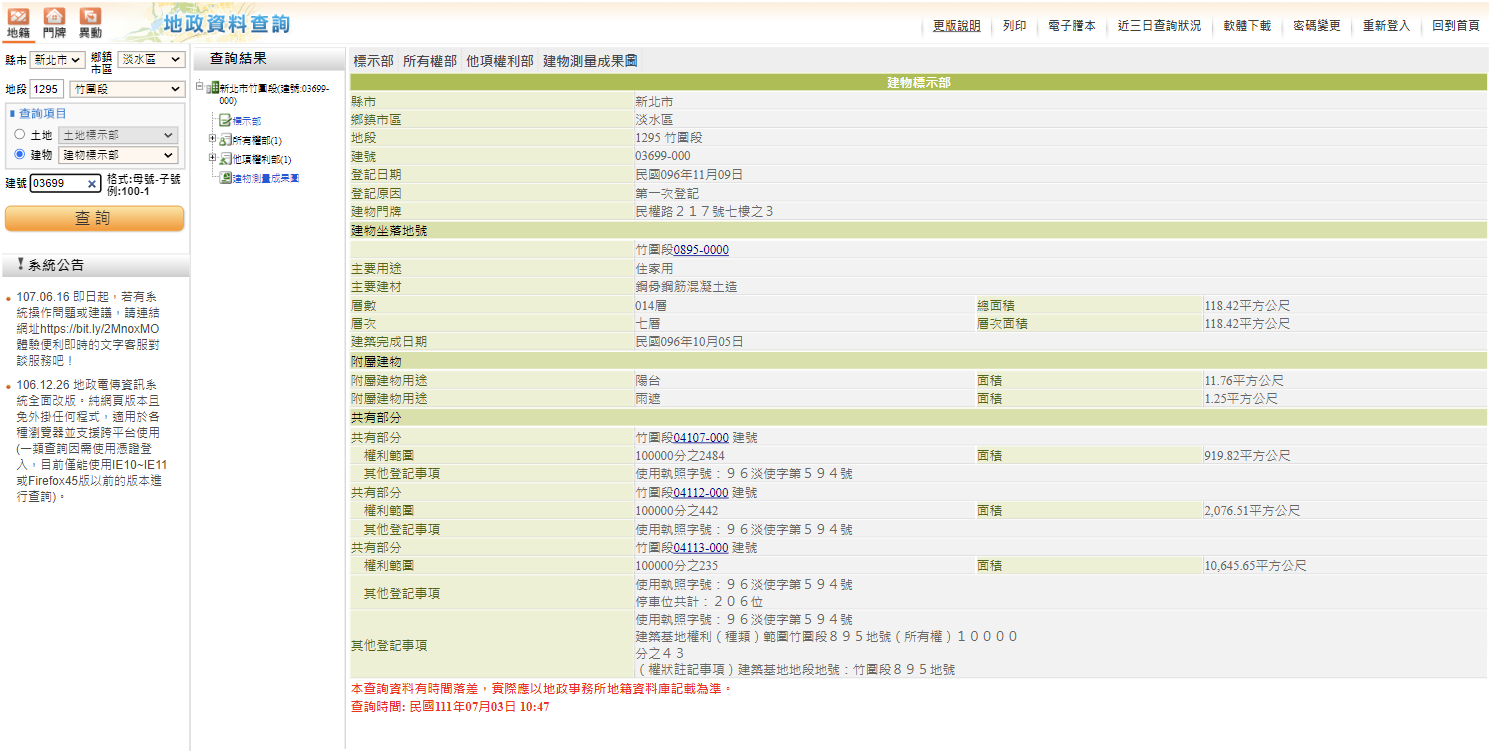 地籍 門牌 異動 地政資料查詢 更版說明 列印 電子謄本 近三日查詢狀況 軟體下載 密碼變更 重新登入 回到首頁
縣市 新北市 鄉鎮市區 淡水區
地段 1295 竹圍段
查詢項目
土地 土地標示部
建物 建物標示部
建號 03699 格式:母號-子號
例:100-1
查 詢
系統公告
107.06.16 即日起，若有系
統操作問題或建議，請連結
網址https://bit.ly/2MnoxMO
體驗便利即時的文字客服對
談服務吧！
106.12.26 地政電傳資訊系
統全面改版。純網頁版本且
免外掛任何程式，適用於各
種瀏覽器並支援跨平台使用
(一類查詢因需使用憑證登
入，目前僅能使用IE10~IE11
或Firefox45版以前的版本進
行查詢)。
查詢結果
新北市竹圍段(建號:03699-
000)
標示部
所有權部(1)
他項權利部(1)
建物測量成果圖
標示部 所有權部 他項權利部 建物測量成果圖
建物標示部
縣市 新北市
鄉鎮市區 淡水區
地段 1295 竹圍段
建號 03699-000
登記日期 民國096年11月09日
登記原因 第一次登記
建物門牌 民權路２１７號七樓之３
建物坐落地號
竹圍段0895-0000
主要用途 住家用
主要建材 鋼骨鋼筋混凝土造
層數 014層 總面積 118.42平方公尺
層次 七層 層次面積 118.42平方公尺
建築完成日期 民國096年10月05日
附屬建物
附屬建物用途 陽台 面積 11.76平方公尺
附屬建物用途 雨遮 面積 1.25平方公尺
共有部分
共有部分 竹圍段04107-000 建號
權利範圍 100000分之2484 面積 919.82平方公尺
其他登記事項 使用執照字號：９６淡使字第５９４號
共有部分 竹圍段04112-000 建號
權利範圍 100000分之442 面積 2,076.51平方公尺
其他登記事項 使用執照字號：９６淡使字第５９４號
共有部分 竹圍段04113-000 建號
權利範圍 100000分之235 面積 10,645.65平方公尺
其他登記事項 使用執照字號：９６淡使字第５９４號
停車位共計：２０６位
其他登記事項 使用執照字號：９６淡使字第５９４號
建築基地權利（種類）範圍竹圍段８９５地號（所有權）１００００
分之４３
（權狀註記事項）建築基地地段地號：竹圍段８９５地號
本查詢資料有時間落差，實際應以地政事務所地籍資料庫記載為準。
查詢時間: 民國111年07月03日 10:47